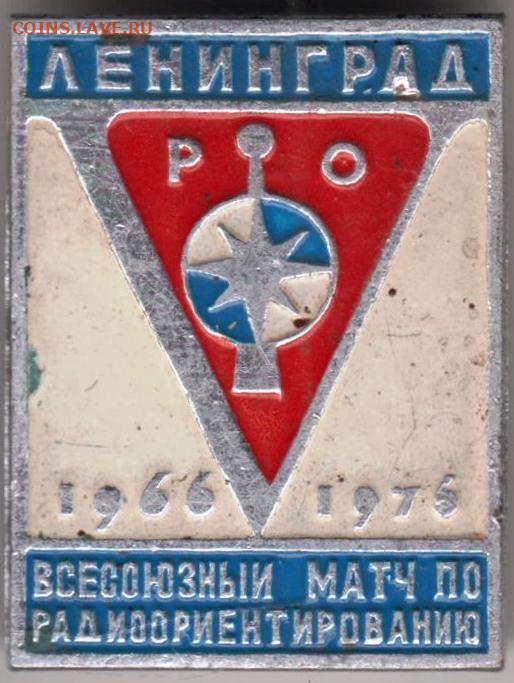 COINS.LAVE.RU
ЛЕНИНГРАД
Р О
1966 1976
ВСЕСОЮЗНЫЙ МАТЧ ПО
РАДИООРИЕНТИРОВАНИЮ